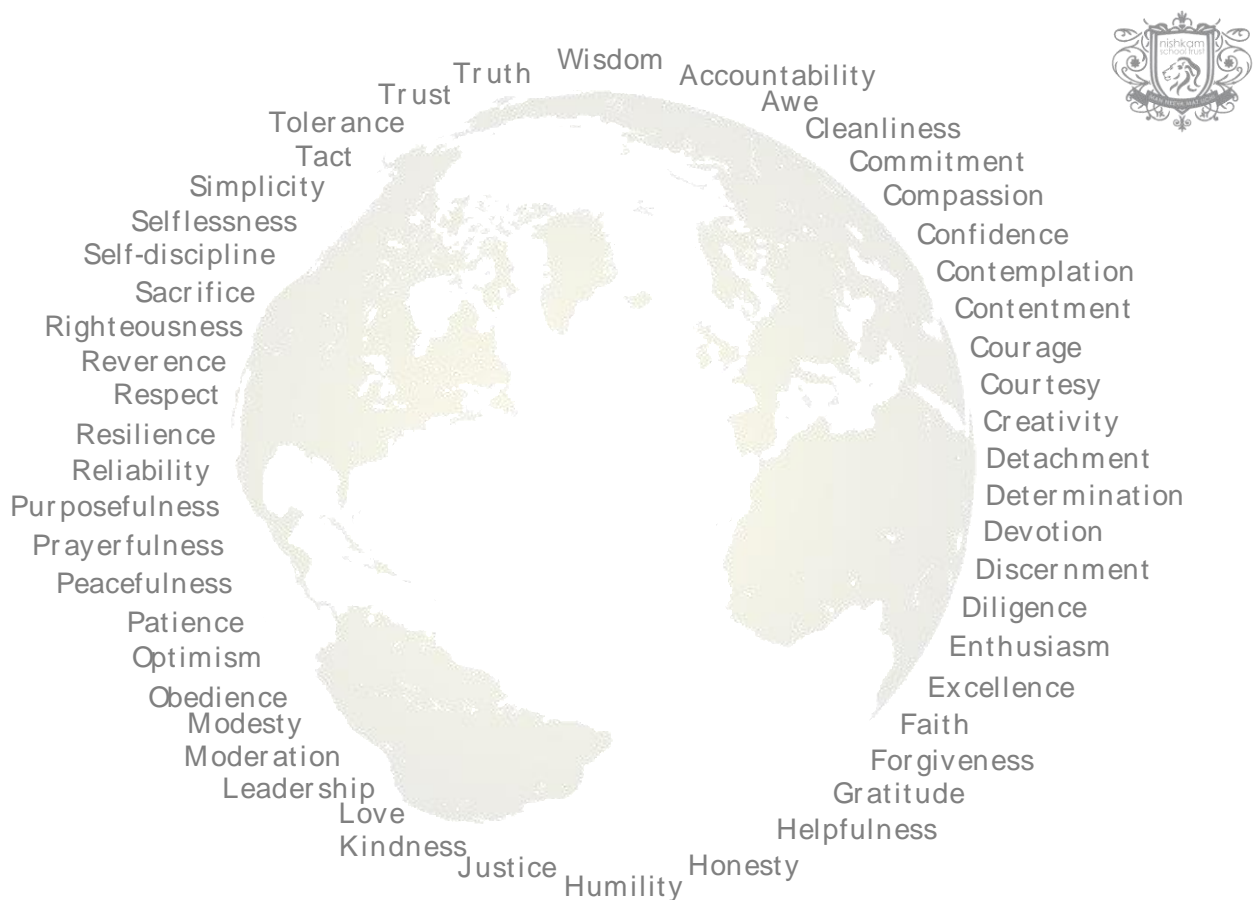 nishkam
school trust
Wisdom
Accountability
Awe
Cleanliness
Commitment
Compassion
Confidence
Contemplation
Contentment
Courage
Courtesy
Creativity
Detachment
Determination
Devotion
Discernment
Diligence
Enthusiasm
Excellence
Faith
Forgiveness
Gratitude
Helpfulness
Honesty
Humility
Justice
Kindness
Love
Leadership
Moderation
Modesty
Obedience
Optimism
Patience
Peacefulness
Prayerfulness
Purposefulness
Reliability
Resilience
Respect
Reverence
Righteousness
Sacrifice
Self-discipline
Selflessness
Simplicity
Tact
Tolerance
Trust
Truth